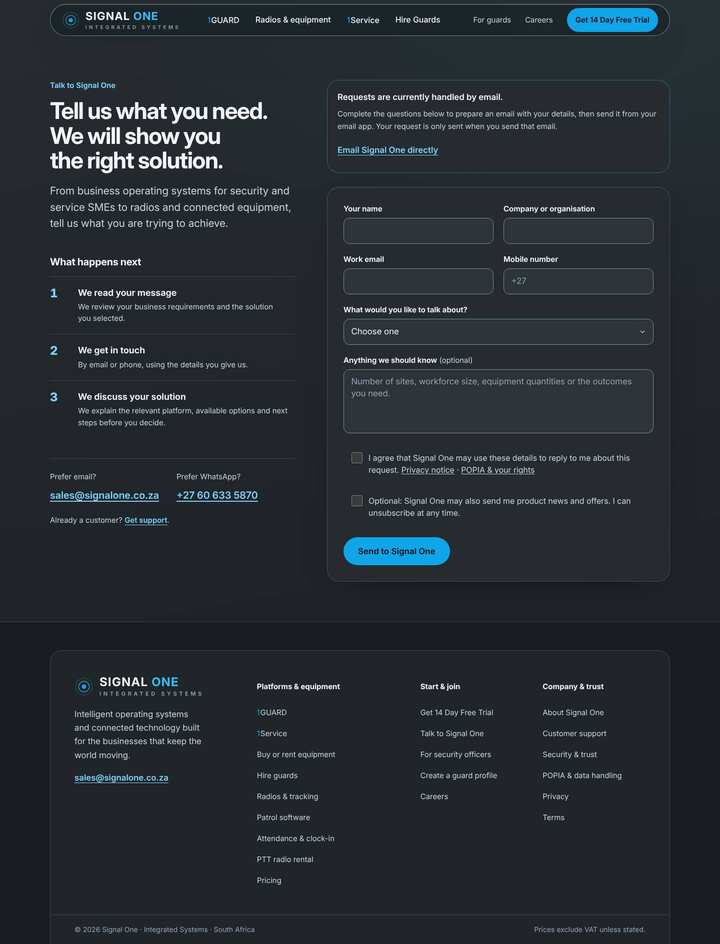 SIGNAL ONE
INTEGRATED SYSTEMS
1GUARD
Radios & equipment
1Service
Hire Guards
For guards
Careers
Get 14 Day Free Trial
Talk to Signal One
Tell us what you need.
We will show you
the right solution.
From business operating systems for security and
service SMEs to radios and connected equipment,
tell us what you are trying to achieve.
What happens next
1
We read your message
We review your business requirements and the solution
you selected.
2
We get in touch
By email or phone, using the details you give us.
3
We discuss your solution
We explain the relevant platform, available options and next
steps before you decide.
Prefer email?
sales@signalone.co.za
Prefer WhatsApp?
+27 60 633 5870
Already a customer? Get support.
Requests are currently handled by email.
Complete the questions below to prepare an email with your details, then send it from your
email app. Your request is only sent when you send that email.
Email Signal One directly
Your name
Company or organisation
Work email
Mobile number
+27
What would you like to talk about?
Choose one
Anything we should know (optional)
Number of sites, workforce size, equipment quantities or the outcomes
you need.
I agree that Signal One may use these details to reply to me about this
request. Privacy notice · POPIA & your rights
Optional: Signal One may also send me product news and offers. I can
unsubscribe at any time.
Send to Signal One
SIGNAL ONE
INTEGRATED SYSTEMS
Intelligent operating systems
and connected technology built
for the businesses that keep the
world moving.
sales@signalone.co.za
Platforms & equipment
1GUARD
1Service
Buy or rent equipment
Hire guards
Radios & tracking
Patrol software
Attendance & clock-in
PTT radio rental
Pricing
Start & join
Get 14 Day Free Trial
Talk to Signal One
For security officers
Create a guard profile
Careers
Company & trust
About Signal One
Customer support
Security & trust
POPIA & data handling
Privacy
Terms
© 2026 Signal One · Integrated Systems · South Africa
Prices exclude VAT unless stated.